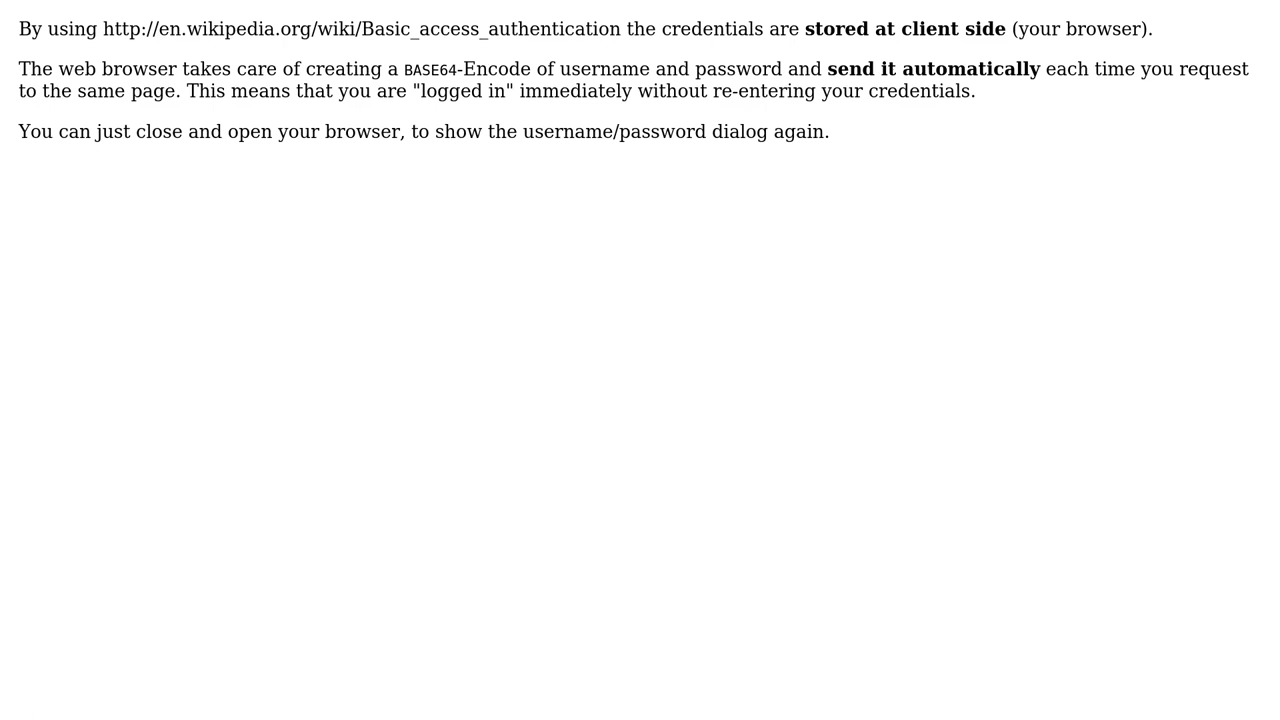 By using http://en.wikipedia.org/wiki/Basic_access_authentication the credentials are stored at client side (your browser).
The web browser takes care of creating a BASE64-Encode of username and password and send it automatically each time you request
to the same page. This means that you are "logged in" immediately without re-entering your credentials.
You can just close and open your browser, to show the username/password dialog again.